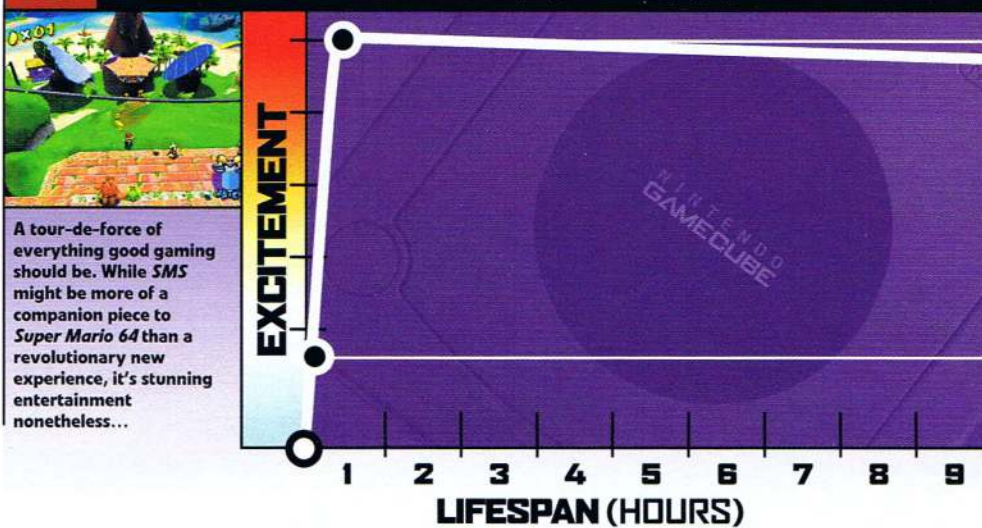 0×01
A tour-de-force of
everything good gaming
should be. While SMS
might be more of a
companion piece to
Super Mario 64 than a
revolutionary new
experience, it's stunning
entertainment
nonetheless...
EXCITEMENT
NINTENDO
GAMECUBE
1 2 3 4 5 6 7 8 9
LIFESPAN (HOURS)